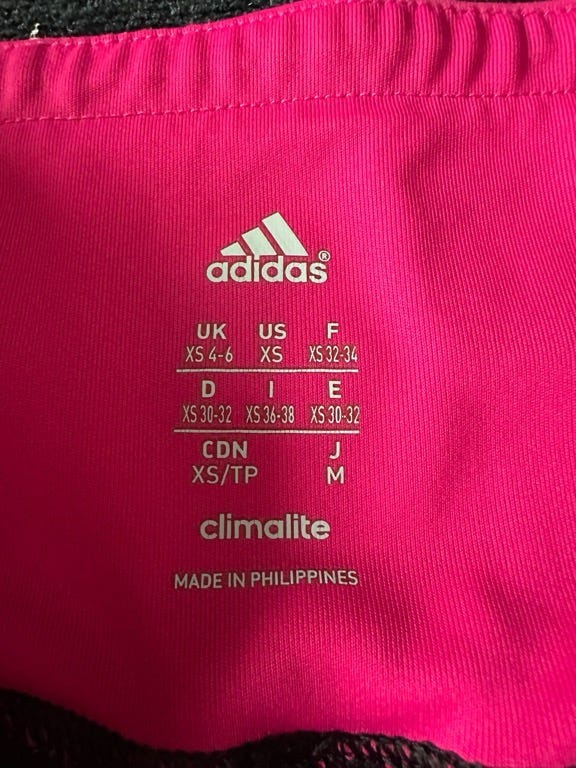 adidas®
UK US F
XS 4-6 XS XS 32-34
D I E
XS 30-32 XS 36-38 XS 30-32
CDN J
XS/TP M
climalite
MADE IN PHILIPPINES